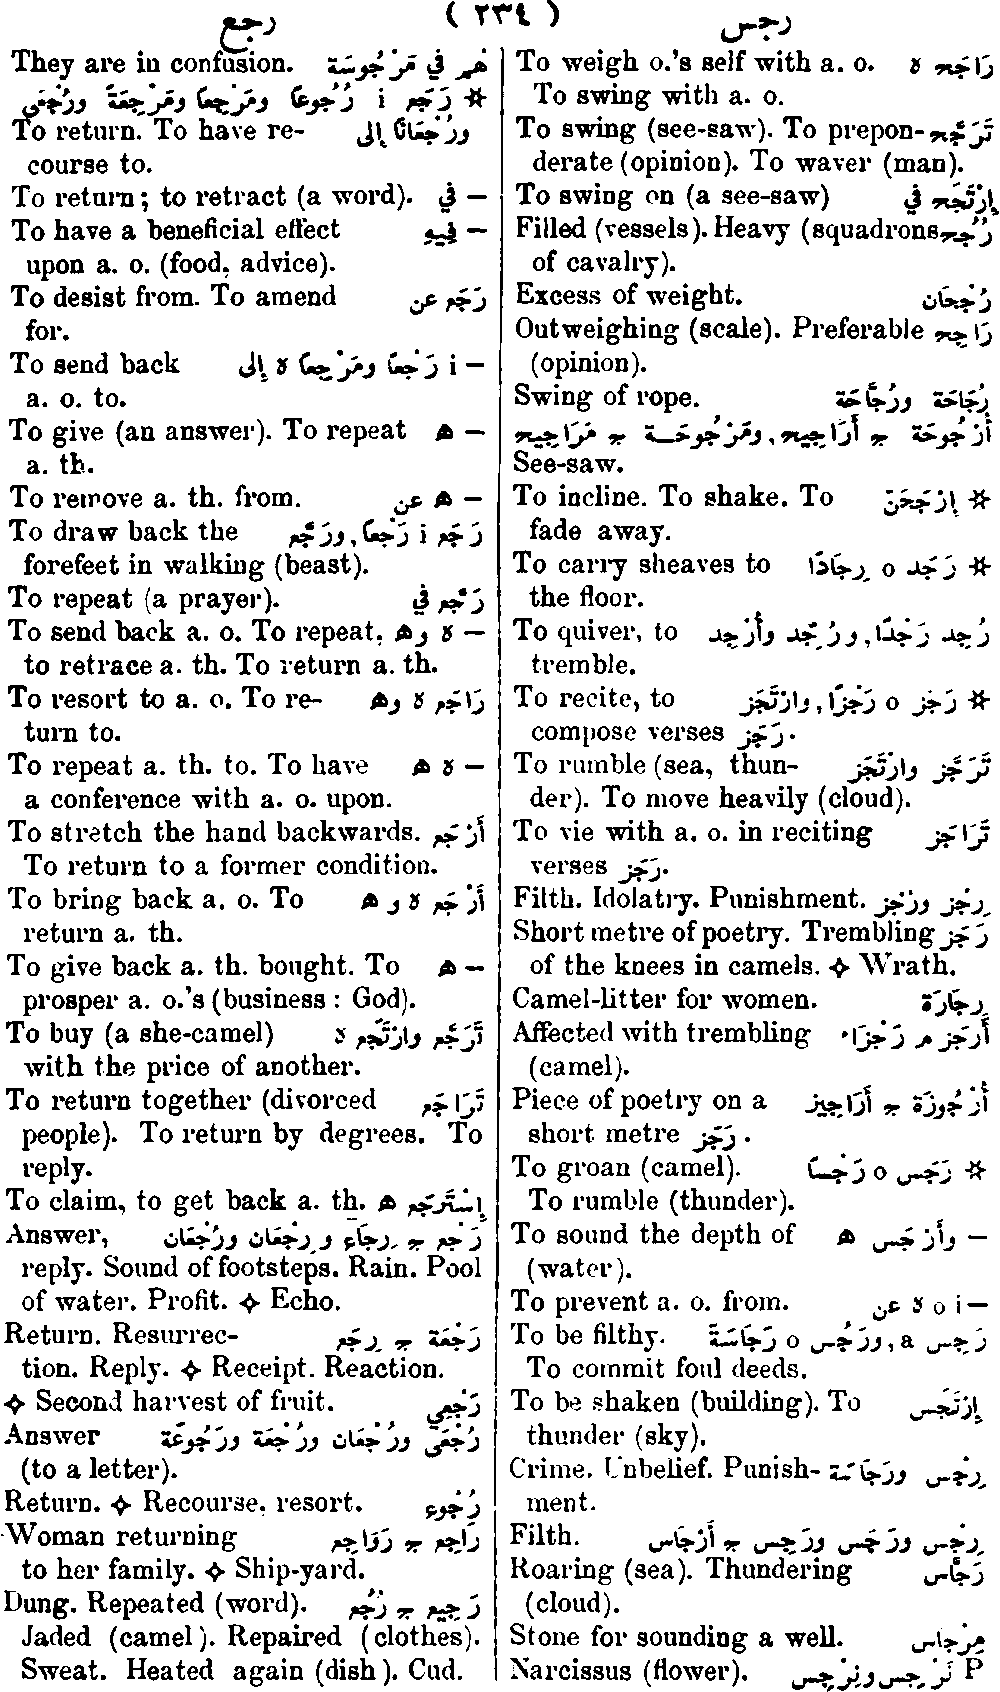 رجع ( ٢٣٤ ) رجس
To weigh o.'s self with a. o. رَاجَح ه
To swing with a. o.
To swing (see-saw). To prepon- تَرَجَّح
derate (opinion). To waver (man).
To swing on (a see-saw) إِرْتَجَح في
Filled (vessels). Heavy (squadrons رُجُح
of cavalry).
Excess of weight. رُجْحَان
Outweighing (scale). Preferable رَاجِح
(opinion).
Swing of rope. رُجَاحَة ورُجَّاحَة
أُرْجُوحَة ج أَرَاجِيح, ومَرْجُوحَة ج مَرَاجِيح
See-saw.
To incline. To shake. To إِرْجَحَنَّ ☆
fade away.
To carry sheaves to رَجَد o رِجَادًا ☆
the floor.
To quiver, to رُجِد رَجْدًا, ورُجِّد وأُرْجِد
tremble.
To recite, to رَجَز o رَجْزًا, وارْتَجَز ☆
compose verses رَجَز.
To rumble (sea, thun- تَرَجَّز وارْتَجَز
der). To move heavily (cloud).
To vie with a. o. in reciting تَرَاجَز
verses رَجَز.
Filth. Idolatry. Punishment. رِجْز ورُجْز
Short metre of poetry. Trembling رَجَز
of the knees in camels. ✧ Wrath.
Camel-litter for women. رِجَازَة
Affected with trembling أَرْجَز م رَجْزَاء
(camel).
Piece of poetry on a أُرْجُوزَة ج أَرَاجِيز
short metre رَجَز.
To groan (camel). رَجَس o رَجْسًا ☆
To rumble (thunder).
To sound the depth of وأَرْجَس ه –
(water).
To prevent a. o. from. i o ه عن –
To be filthy. رَجِس a, ورَجُس o رَجَاسَةً
To commit foul deeds.
To be shaken (building). To إِرْتَجَس
thunder (sky).
Crime. Unbelief. Punish- رِجْس ورَجَاسَة
ment.
Filth. رِجْس ورَجَس ورَجِس ج أَرْجَاس
Roaring (sea). Thundering رَجَّاس
(cloud).
Stone for sounding a well. مِرْجَاس
Narcissus (flower). نَرْجِس ونِرْجِس P
They are in confusion. هُم في مَرْجُوسَة
☆ رَجَع i رُجُوعًا ومَرْجِعًا ومَرْجِعَةً ورُجْعَى
To return. To have re- ورُجْعَانًا إِلى
course to.
To return; to retract (a word). في –
To have a beneficial effect فِيهِ –
upon a. o. (food, advice).
To desist from. To amend رَجَع عن
for.
To send back i رَجْعًا ومَرْجِعًا ه إِلى –
a. o. to.
To give (an answer). To repeat ه –
a. th.
To remove a. th. from. ه عن –
To draw back the رَجَع i رَجْعًا, ورَجَّع
forefeet in walking (beast).
To repeat (a prayer). رَجَّع في
To send back a. o. To repeat, ه وه –
to retrace a. th. To return a. th.
To resort to a. o. To re- رَاجَع ه وه
turn to.
To repeat a. th. to. To have ه ه –
a conference with a. o. upon.
To stretch the hand backwards. أَرْجَع
To return to a former condition.
To bring back a. o. To أَرْجَع ه و ه
return a. th.
To give back a. th. bought. To ه –
prosper a. o.'s (business : God).
To buy (a she-camel) تَرَجَّع وارْتَجَع ه
with the price of another.
To return together (divorced تَرَاجَع
people). To return by degrees. To
reply.
To claim, to get back a. th. إِسْتَرْجَع ه
Answer, رَجْع ج رِجَاع و رِجْعَان ورُجْعَان
reply. Sound of footsteps. Rain. Pool
of water. Profit. ✧ Echo.
Return. Resurrec- رَجْعَة ج رِجَع
tion. Reply. ✧ Receipt. Reaction.
✧ Second harvest of fruit. رَجْعِي
Answer رُجْعَى ورُجْعَان ورُجْعَة ورَجُوعَة
(to a letter).
Return. ✧ Recourse, resort. رُجُوع
Woman returning رَاجِع ج رَوَاجِع
to her family. ✧ Ship-yard.
Dung. Repeated (word). رَجِيع ج رُجُع
Jaded (camel). Repaired (clothes).
Sweat. Heated again (dish). Cud.